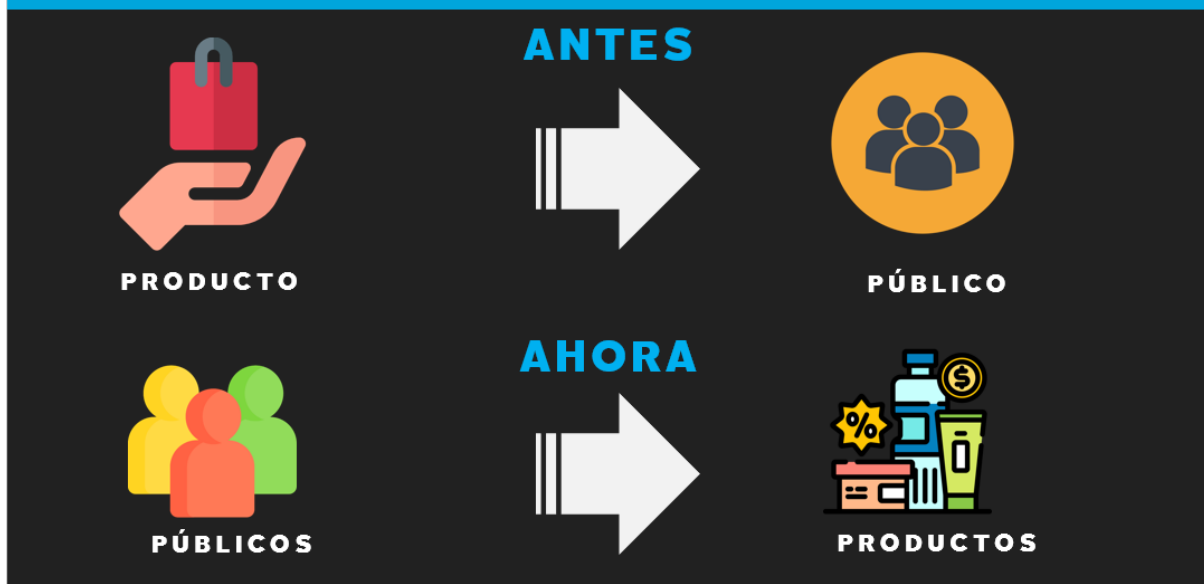 ANTES
PRODUCTO
PÚBLICO
AHORA
$
%
PÚBLICOS
PRODUCTOS